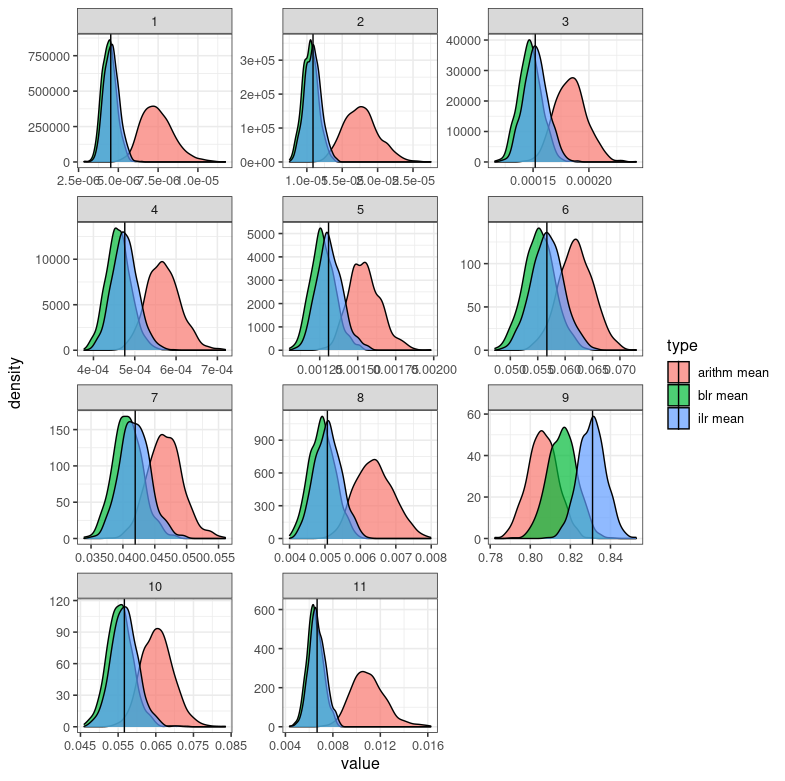 1 2 3
750000 500000 250000 0
3e+05 2e+05 1e+05 0e+00
40000 30000 20000 10000 0
2.5e-06 5.0e-06 7.5e-06 1.0e-05
1.0e-05 1.5e-05 2.0e-05 2.5e-05
0.00015 0.00020
4 5 6
10000 5000 0
5000 4000 3000 2000 1000 0
100 50 0
4e-04 5e-04 6e-04 7e-04
0.00125 0.00150 0.00175 0.00200
0.050 0.055 0.060 0.065 0.070
density
type
arithm mean
blr mean
ilr mean
7 8 9
150 100 50 0
900 600 300 0
60 40 20 0
0.035 0.040 0.045 0.050 0.055
0.004 0.005 0.006 0.007 0.008
0.78 0.80 0.82 0.84
10 11
120 90 60 30 0
600 400 200 0
0.045 0.055 0.065 0.075 0.085
0.004 0.008 0.012 0.016
value